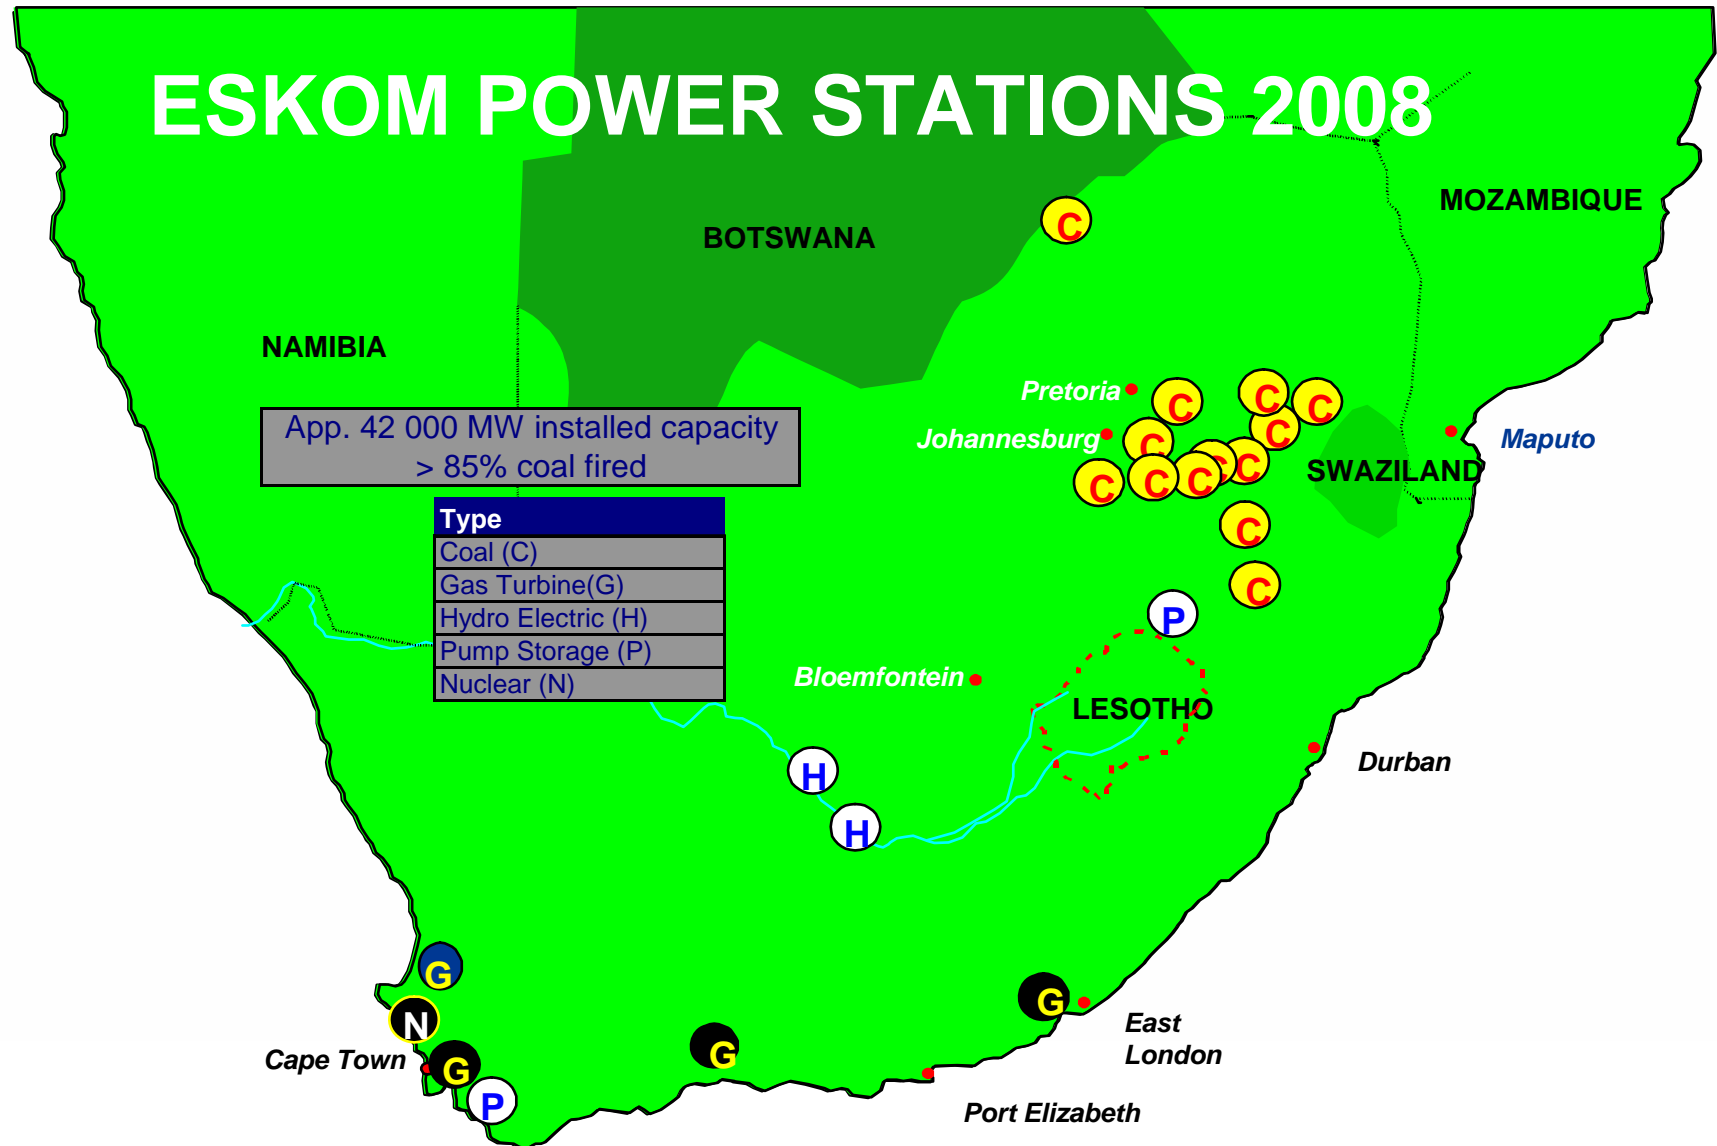 ESKOM POWER STATIONS 2008
MOZAMBIQUE
C
BOTSWANA
NAMIBIA
Pretoria
C
C
C
App. 42 000 MW installed capacity
> 85% coal fired
Johannesburg
C
C
Maputo
C
C
C
C
C
C
SWAZILAND
Type
Coal (C)
Gas Turbine(G)
Hydro Electric (H)
Pump Storage (P)
Nuclear (N)
C
C
P
Bloemfontein
LESOTHO
Durban
H
H
G
G
N
East
London
Cape Town
G
G
P
Port Elizabeth